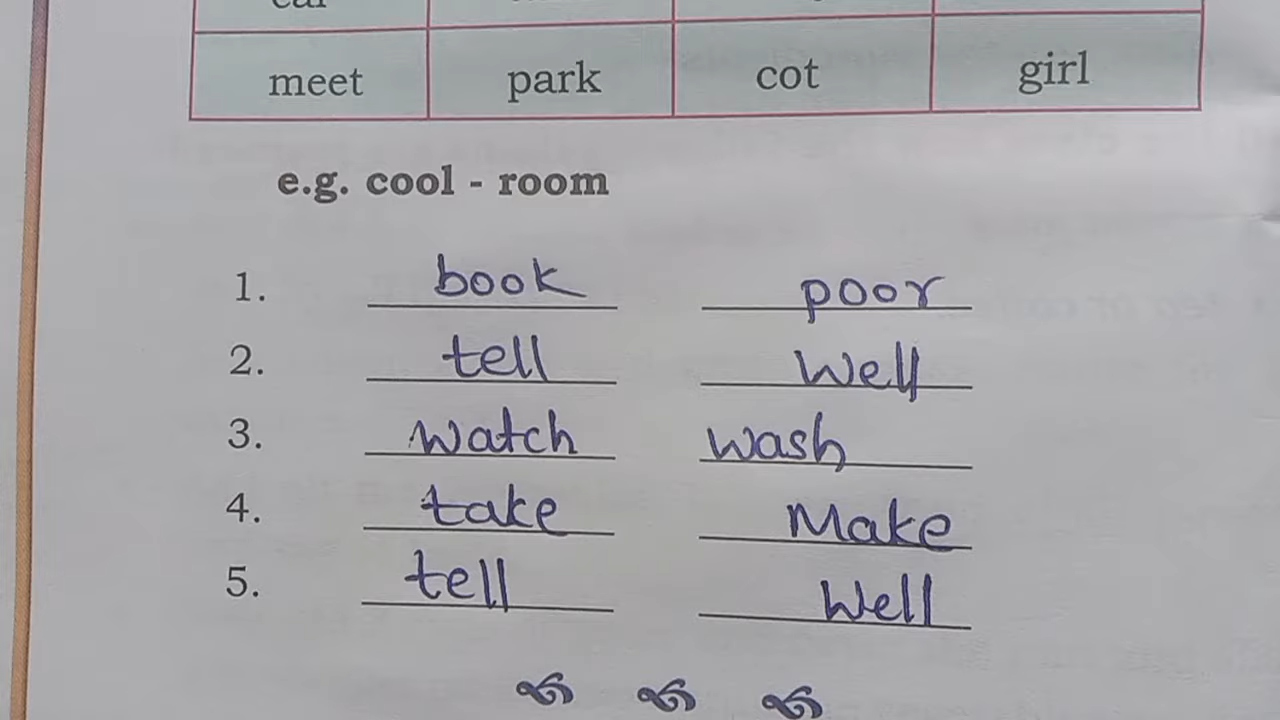 meet park cot girl
e.g. cool - room
1. book poor
2. tell Well
3. watch wash
4. take Make
5. tell Well